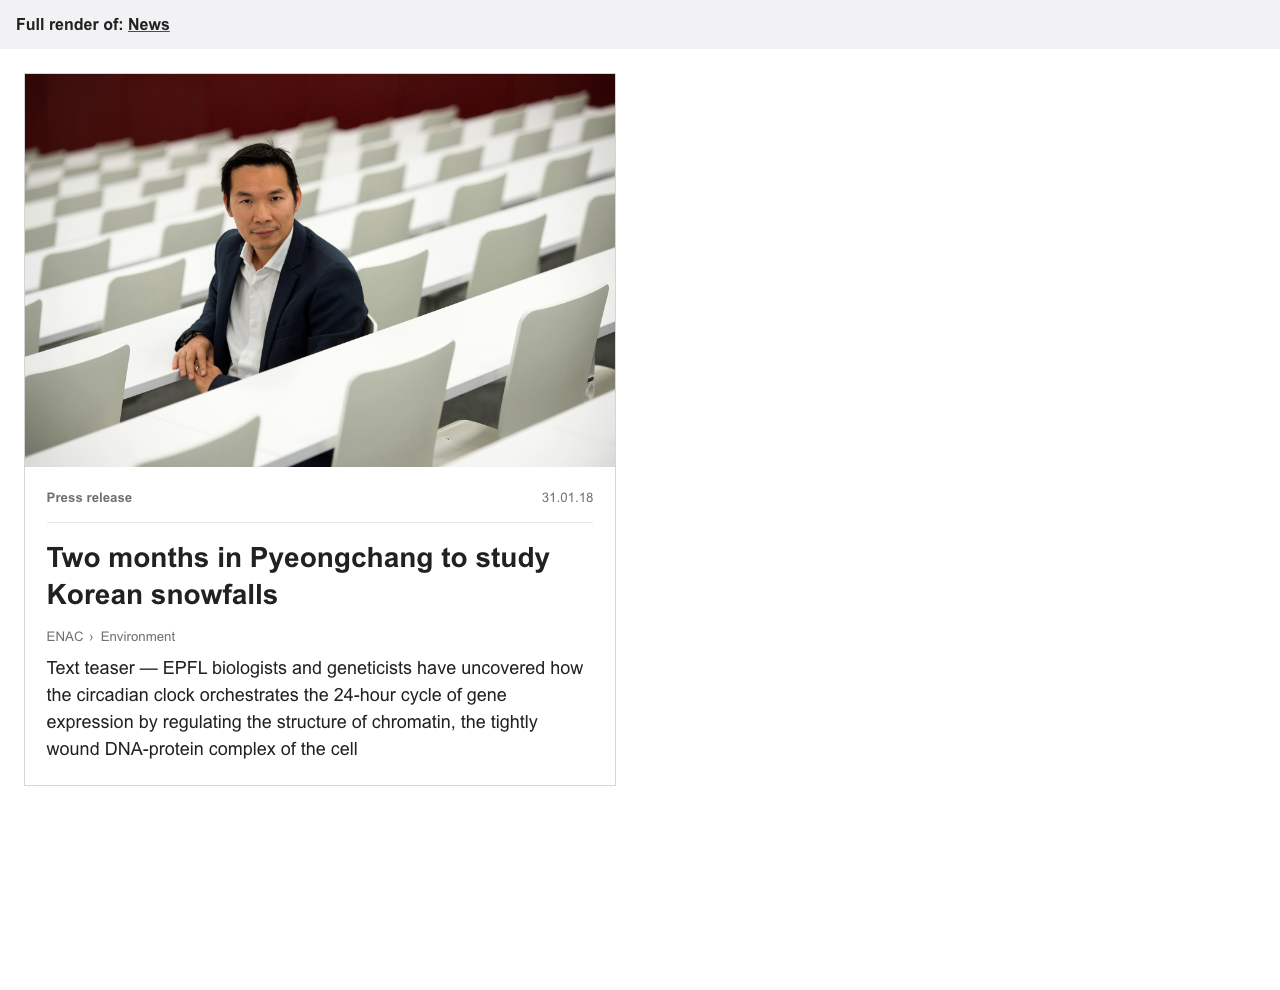 Full render of: News
Press release
31.01.18
Two months in Pyeongchang to study
Korean snowfalls
ENAC › Environment
Text teaser — EPFL biologists and geneticists have uncovered how
the circadian clock orchestrates the 24-hour cycle of gene
expression by regulating the structure of chromatin, the tightly
wound DNA-protein complex of the cell